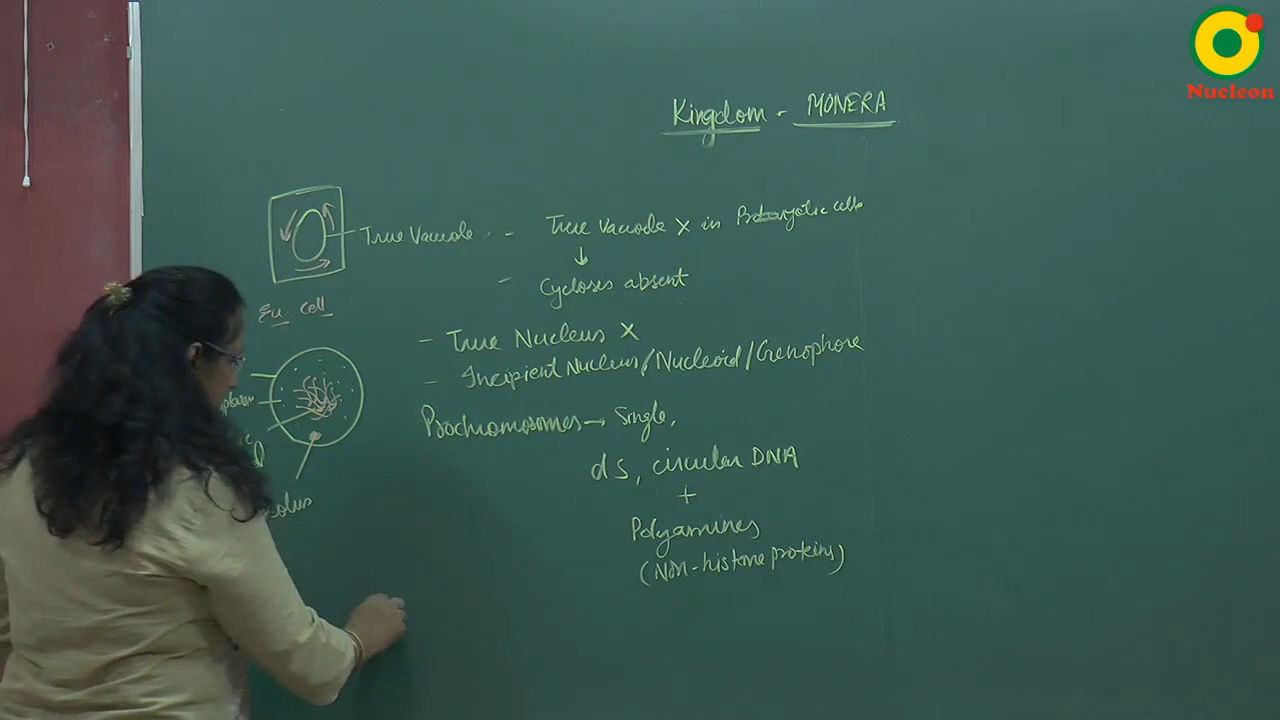 Nucleon
Kingdom - MONERA
True Vacuole - True Vacuole X in Prokaryotic cells
↓
- Cyclosis absent
Eu. cell
- True Nucleus X
- Incipient Nucleus/Nucleoid/Genophore
Prochromosomes → Single,
ds, circular DNA
+
Polyamines
(Non-histone proteins)